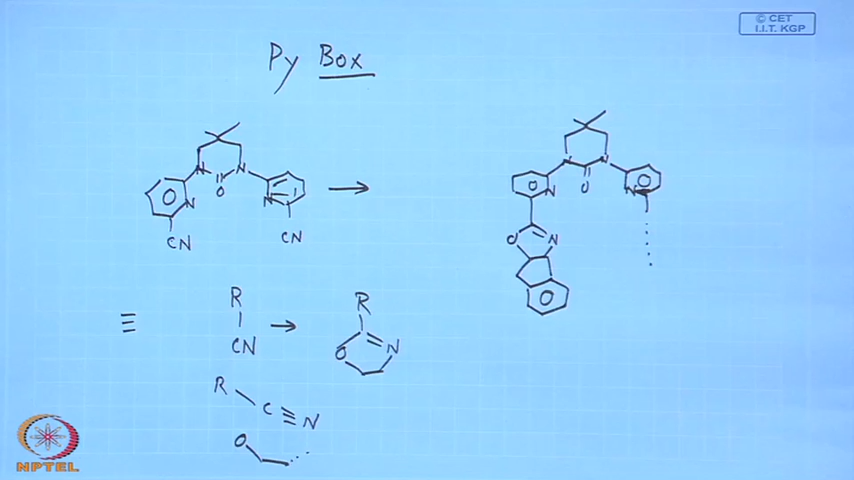 © CET
I.I.T. KGP
Py Box
N N
O
N N
CN CN
N N
O
N N
O N
R R
CN O N
R C N
O
NPTEL